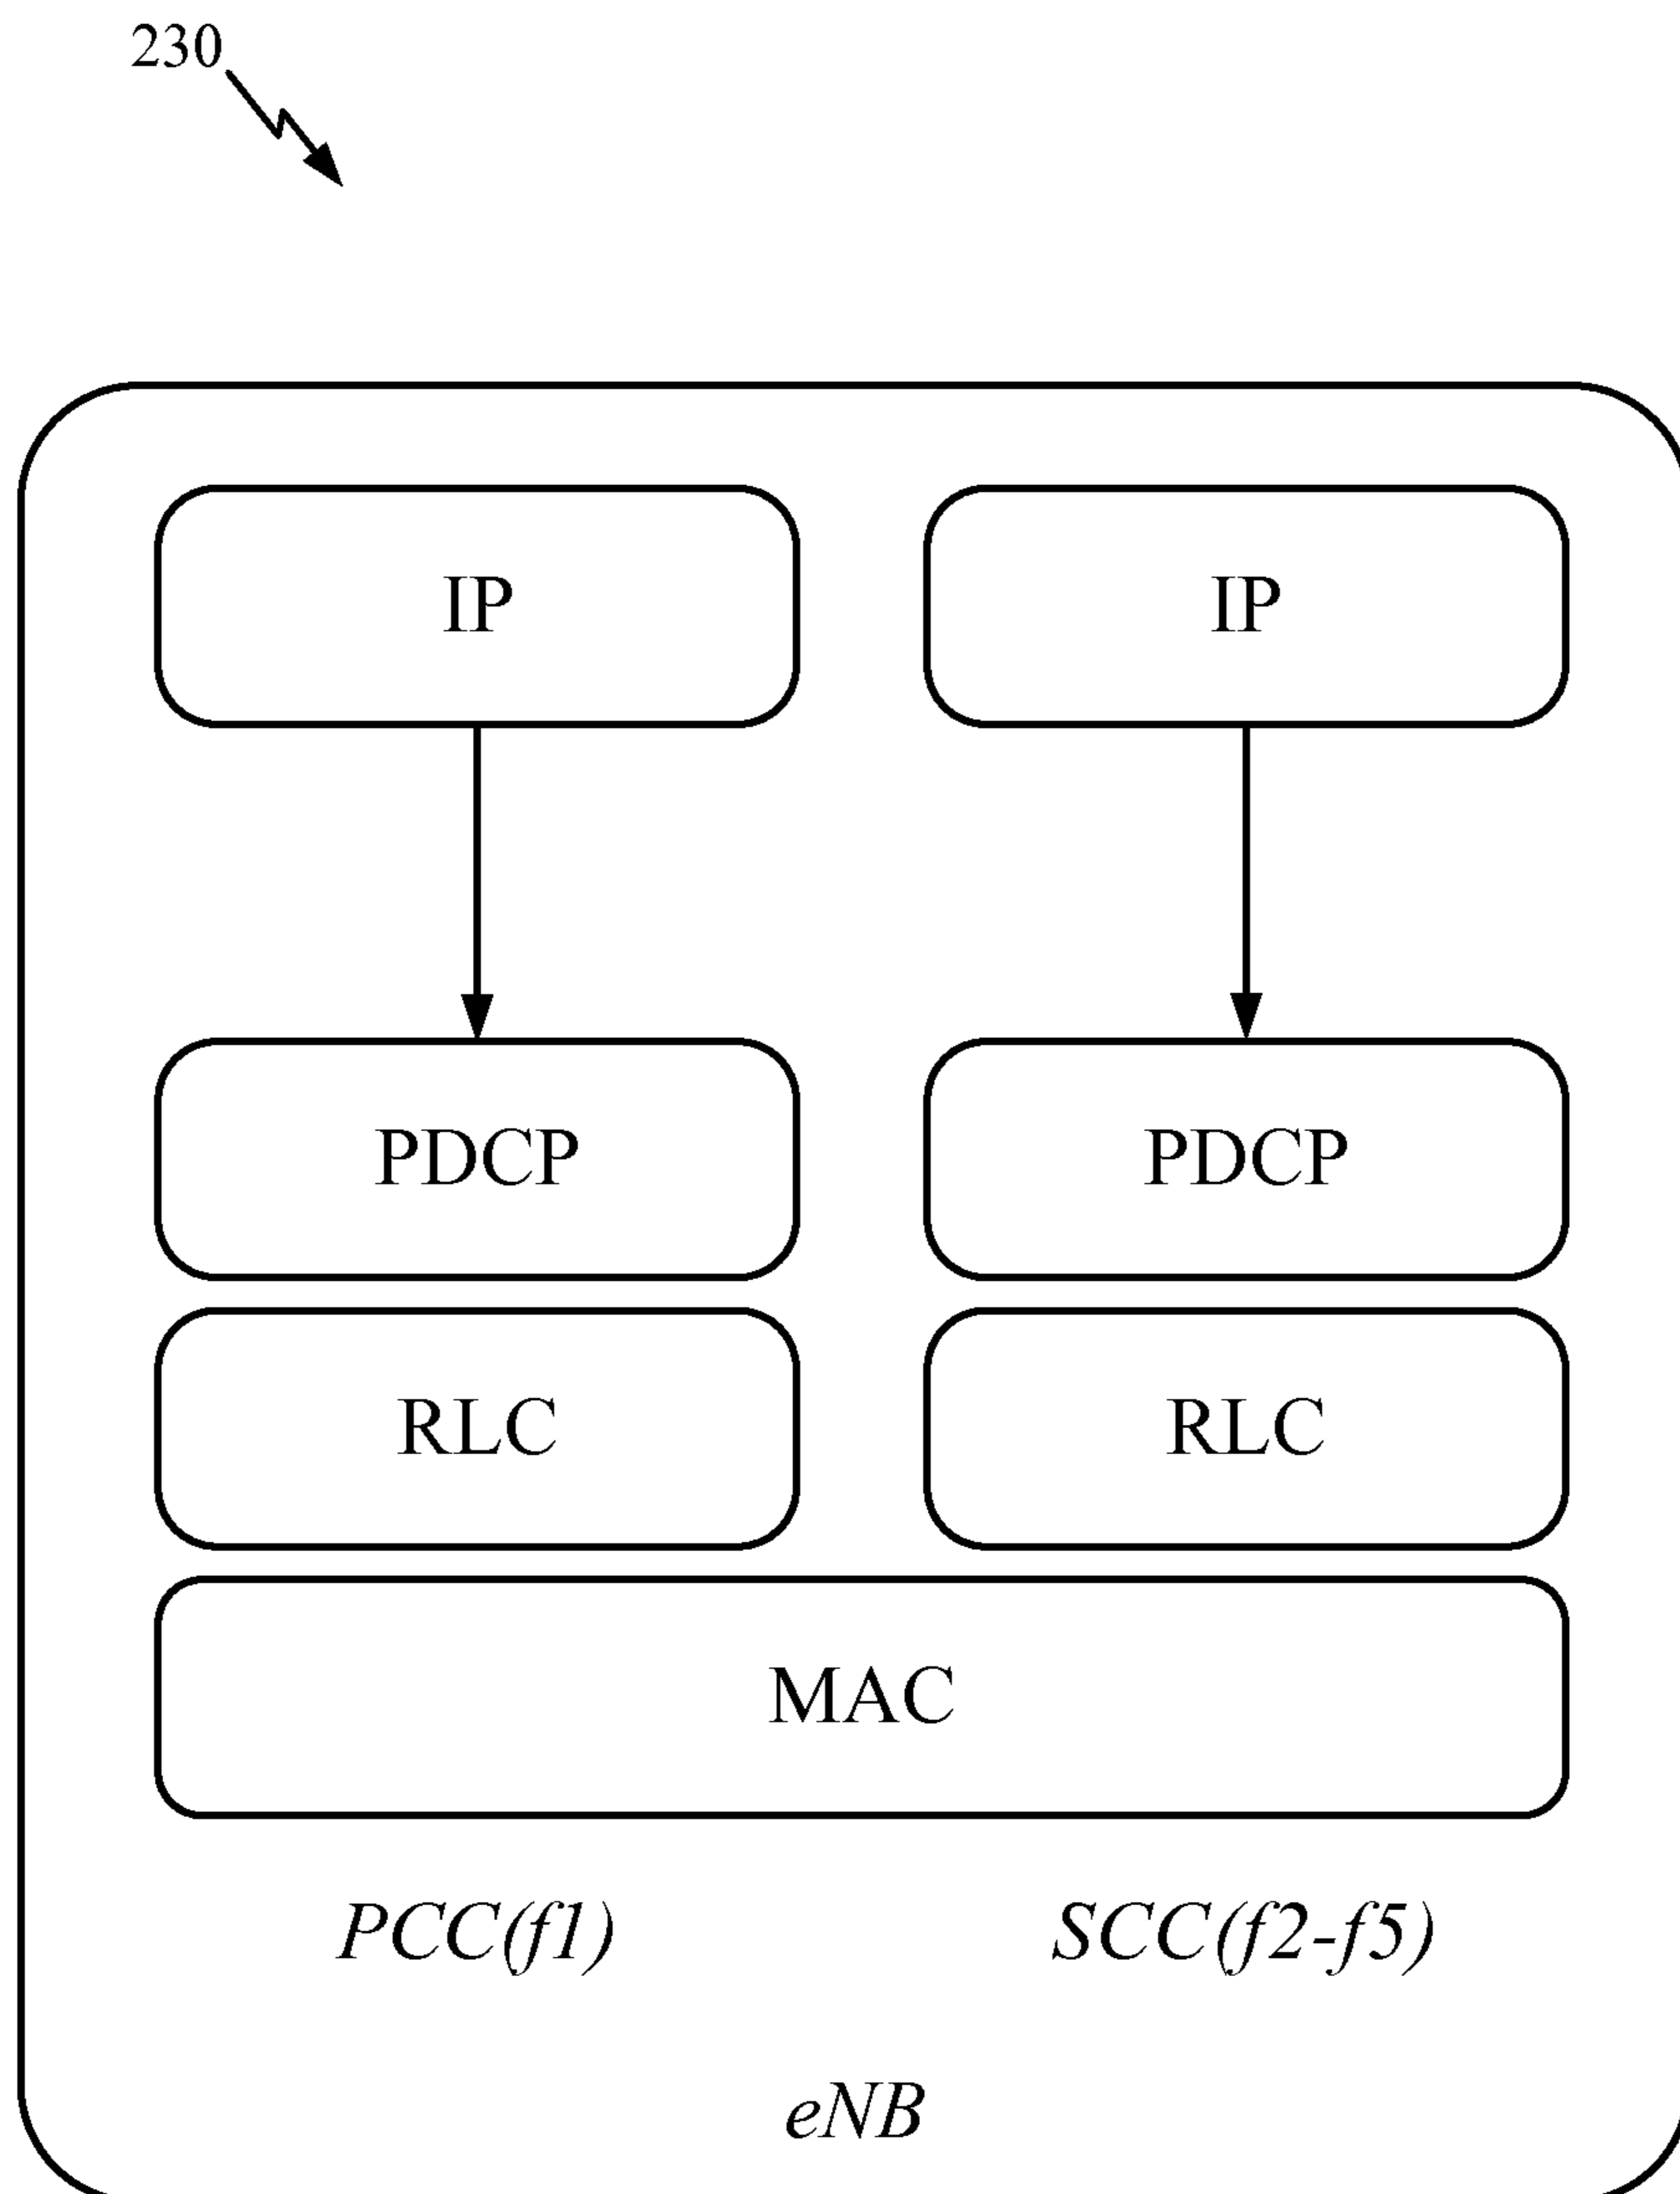 230
IP
IP
PDCP
PDCP
RLC
RLC
MAC
PCC(f1)
SCC(f2-f5)
eNB